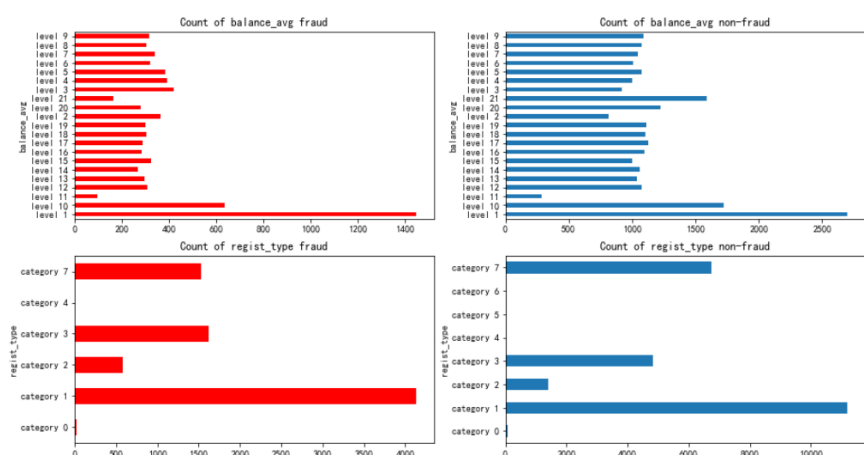 Count of balance_avg fraud
level 9
level 8
level 7
level 6
level 5
level 4
level 3
level 21
level 20
level 2
level 19
level 18
level 17
level 16
level 15
level 14
level 13
level 12
level 11
level 10
level 1
balance_avg
0 200 400 600 800 1000 1200 1400
Count of balance_avg non-fraud
level 9
level 8
level 7
level 6
level 5
level 4
level 3
level 21
level 20
level 2
level 19
level 18
level 17
level 16
level 15
level 14
level 13
level 12
level 11
level 10
level 1
balance_avg
0 500 1000 1500 2000 2500
Count of regist_type fraud
category 7
category 4
category 3
category 2
category 1
category 0
regist_type
0 500 1000 1500 2000 2500 3000 3500 4000
Count of regist_type non-fraud
category 7
category 6
category 5
category 4
category 3
category 2
category 1
category 0
regist_type
0 2000 4000 6000 8000 10000